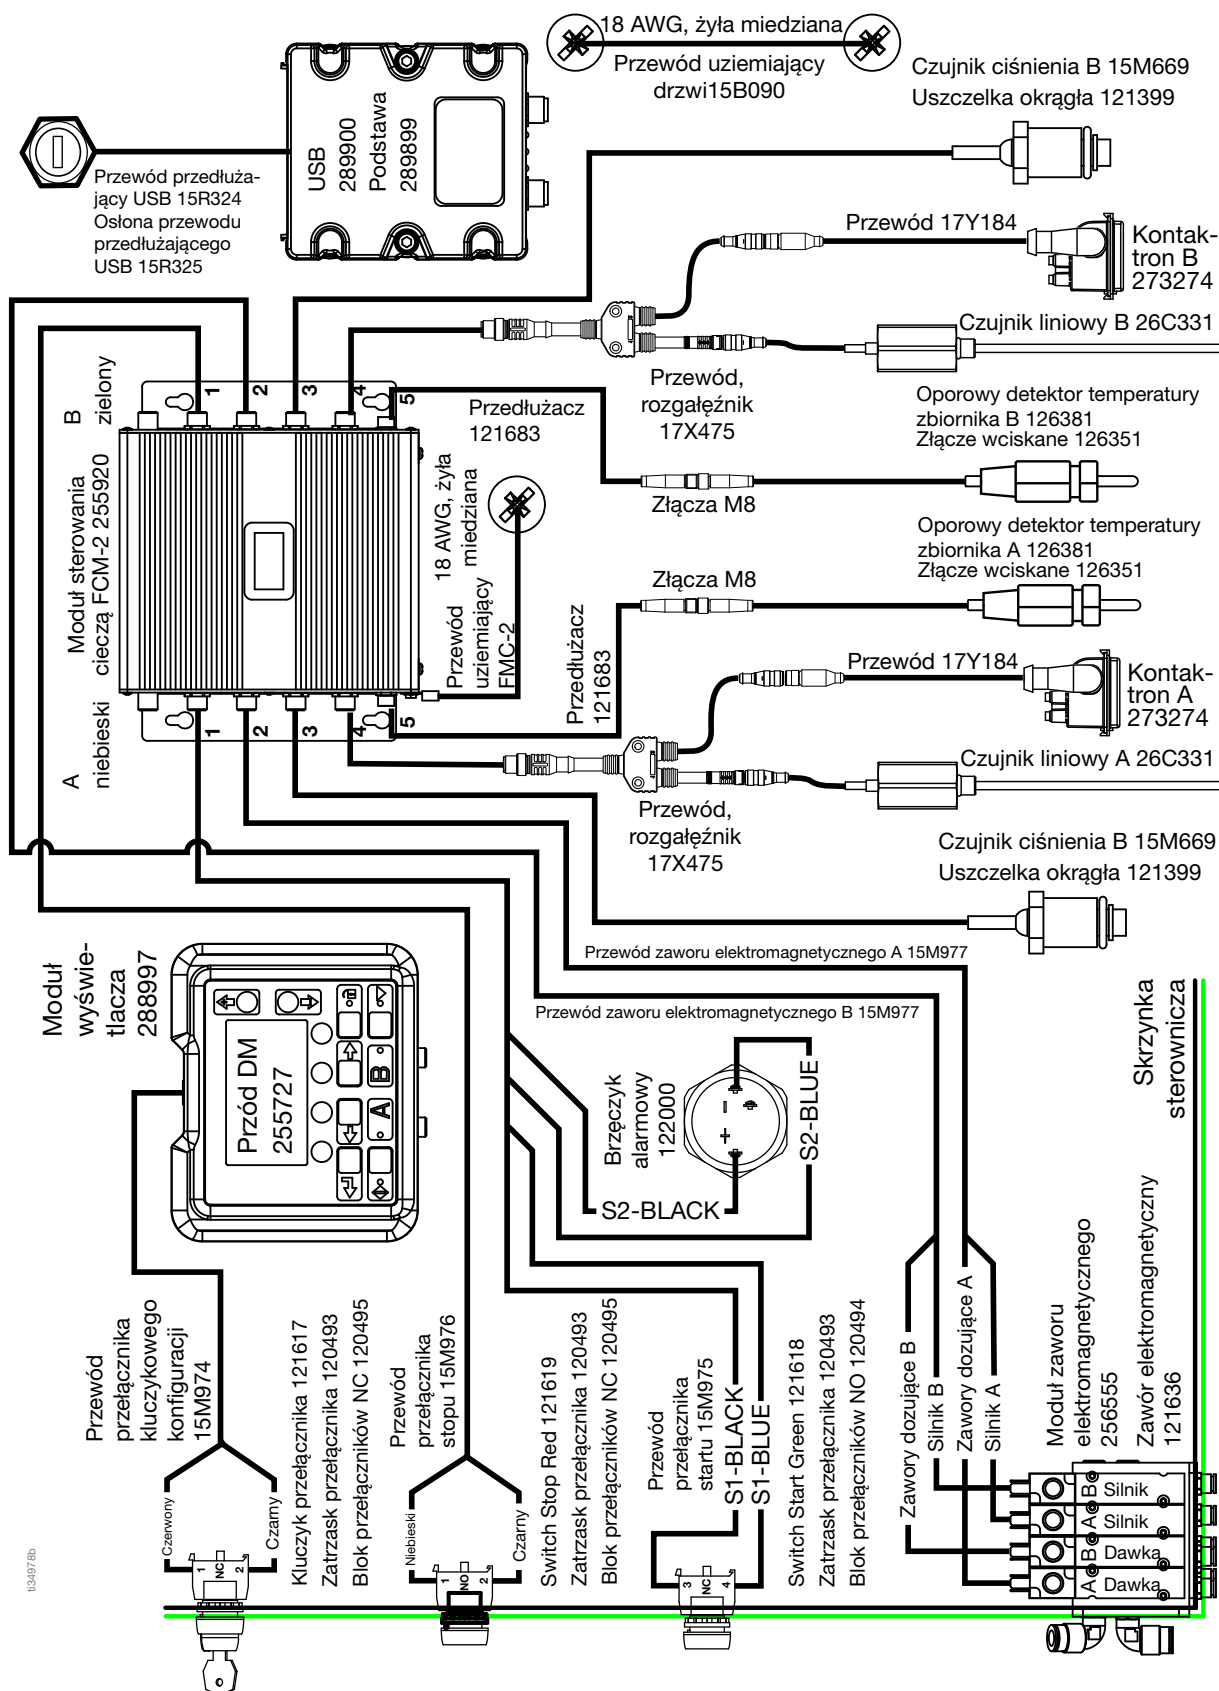 18 AWG, żyła miedziana
Przewód uziemiający
drzwi15B090
Czujnik ciśnienia B 15M669
Uszczelka okrągła 121399
USB
289900
Podstawa
289899
Przewód przedłuża-
jący USB 15R324
Osłona przewodu
przedłużającego
USB 15R325
Przewód 17Y184
Kontak-
tron B
273274
Czujnik liniowy B 26C331
Przewód,
rozgałęźnik
17X475
B
zielony
1
2
3
4
5
Przedłużacz
121683
Oporowy detektor temperatury
zbiornika B 126381
Złącze wciskane 126351
Złącza M8
Moduł sterowania
cieczą FCM-2 255920
18 AWG, żyła
miedziana
Przewód
uziemiający
FMC-2
Oporowy detektor temperatury
zbiornika A 126381
Złącze wciskane 126351
Złącza M8
Przedłużacz
121683
A
niebieski
1
2
3
4
5
Przewód 17Y184
Kontak-
tron A
273274
Czujnik liniowy A 26C331
Przewód,
rozgałęźnik
17X475
Czujnik ciśnienia B 15M669
Uszczelka okrągła 121399
Przewód zaworu elektromagnetycznego A 15M977
Przewód zaworu elektromagnetycznego B 15M977
Moduł
wyświe-
tlacza
288997
Przód DM
255727
A
B
Brzęczyk
alarmowy
122000
+
–
S2-BLUE
S2-BLACK
Skrzynka
sterownicza
Przewód
przełącznika
kluczykowego
konfiguracji
15M974
Czerwony
Czarny
1
NC
2
Kluczyk przełącznika 121617
Zatrzask przełącznika 120493
Blok przełączników NC 120495
Przewód
przełącznika
stopu 15M976
Niebieski
Czarny
1
NO
2
Switch Stop Red 121619
Zatrzask przełącznika 120493
Blok przełączników NC 120495
Przewód
przełącznika
startu 15M975
S1-BLACK
S1-BLUE
3
NC
4
Switch Start Green 121618
Zatrzask przełącznika 120493
Blok przełączników NO 120494
Zawory dozujące B
Silnik B
Zawory dozujące A
Silnik A
Moduł zaworu
elektromagnetycznego
256555
Zawór elektromagnetyczny
121636
B Silnik
A Silnik
B Dawka
A Dawka
ti34978b